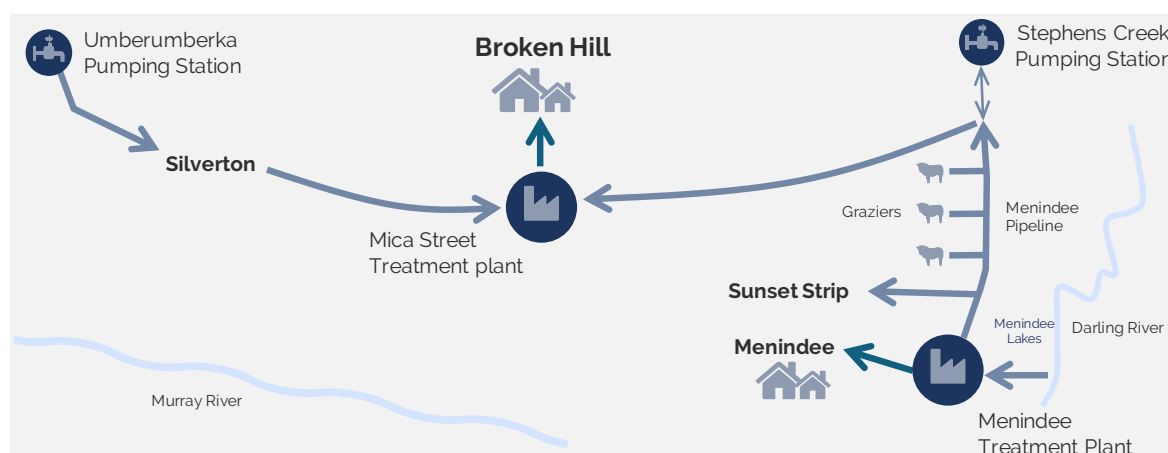 Umberumberka
Pumping Station
Broken Hill
Stephens Creek
Pumping Station
Silverton
Mica Street
Treatment plant
Graziers
Menindee
Pipeline
Sunset Strip
Menindee
Menindee
Lakes
Darling River
Murray River
Menindee
Treatment Plant